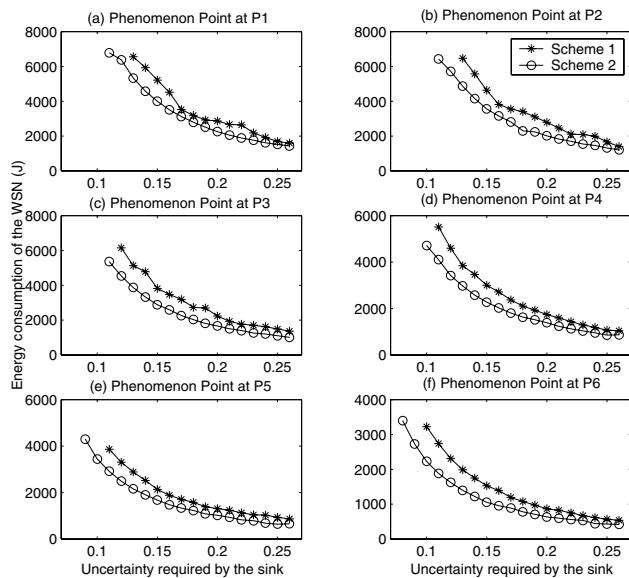 (a) Phenomenon Point at P1
(b) Phenomenon Point at P2
8000
6000
4000
2000
0
0.1 0.15 0.2 0.25
8000
6000
4000
2000
0
0.1 0.15 0.2 0.25
Scheme 1
Scheme 2
Energy consumption of the WSN (J)
(c) Phenomenon Point at P3
(d) Phenomenon Point at P4
8000
6000
4000
2000
0
0.1 0.15 0.2 0.25
6000
4000
2000
0
0.1 0.15 0.2 0.25
(e) Phenomenon Point at P5
(f) Phenomenon Point at P6
6000
4000
2000
0
0.1 0.15 0.2 0.25
Uncertainty required by the sink
4000
3000
2000
1000
0
0.1 0.15 0.2 0.25
Uncertainty required by the sink